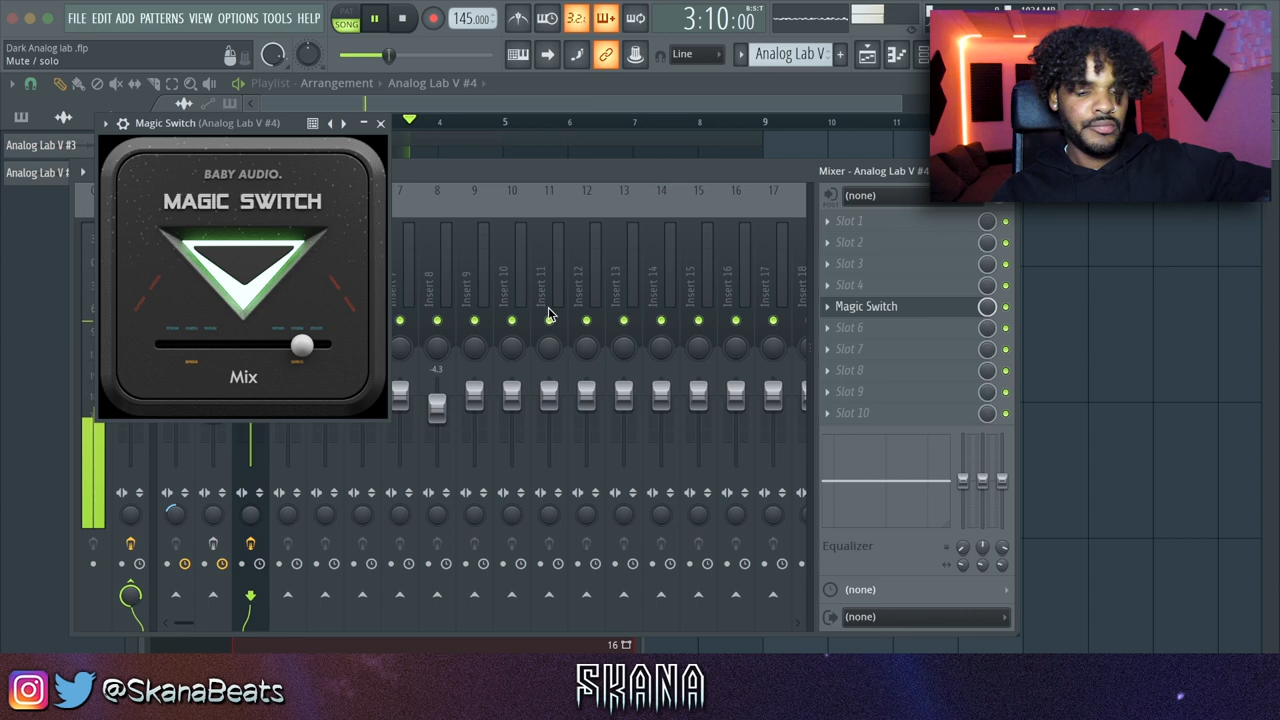 FILE EDIT ADD PATTERNS VIEW OPTIONS TOOLS HELP
PAT
SONG
145.000
3:10:00
B:S:T
Dark Analog lab .flp
Mute / solo
Line
Analog Lab V
Playlist - Arrangement › Analog Lab V #4
4 5 6 7 8 9 10 11
Analog Lab V #3
Analog Lab V #
Magic Switch (Analog Lab V #4)
BABY AUDIO.
MAGIC SWITCH
Mix
7 8 9 10 11 12 13 14 15 16 17
Insert 8
Insert 9
Insert 10
Insert 11
Insert 12
Insert 13
Insert 14
Insert 15
Insert 16
Insert 17
-4.3
Mixer - Analog Lab V #4
(none)
Slot 1
Slot 2
Slot 3
Slot 4
Magic Switch
Slot 6
Slot 7
Slot 8
Slot 9
Slot 10
Equalizer
(none)
(none)
16
@SkanaBeats
SKANA